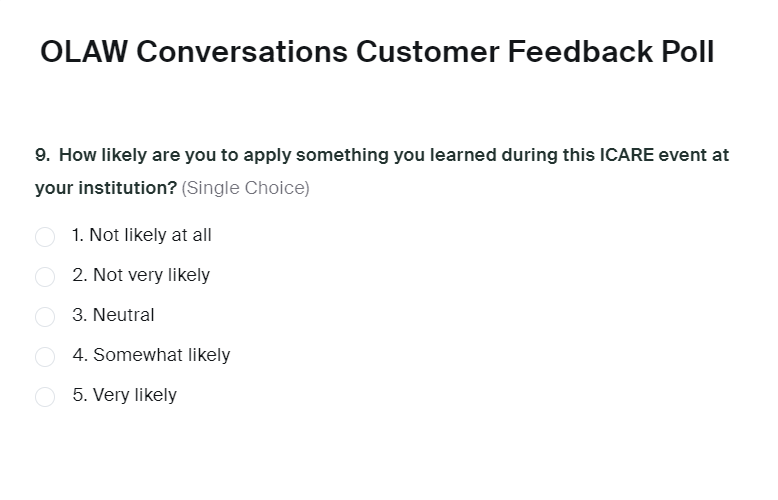 OLAW Conversations Customer Feedback Poll
9. How likely are you to apply something you learned during this ICARE event at
your institution? (Single Choice)
1. Not likely at all
2. Not very likely
3. Neutral
4. Somewhat likely
5. Very likely